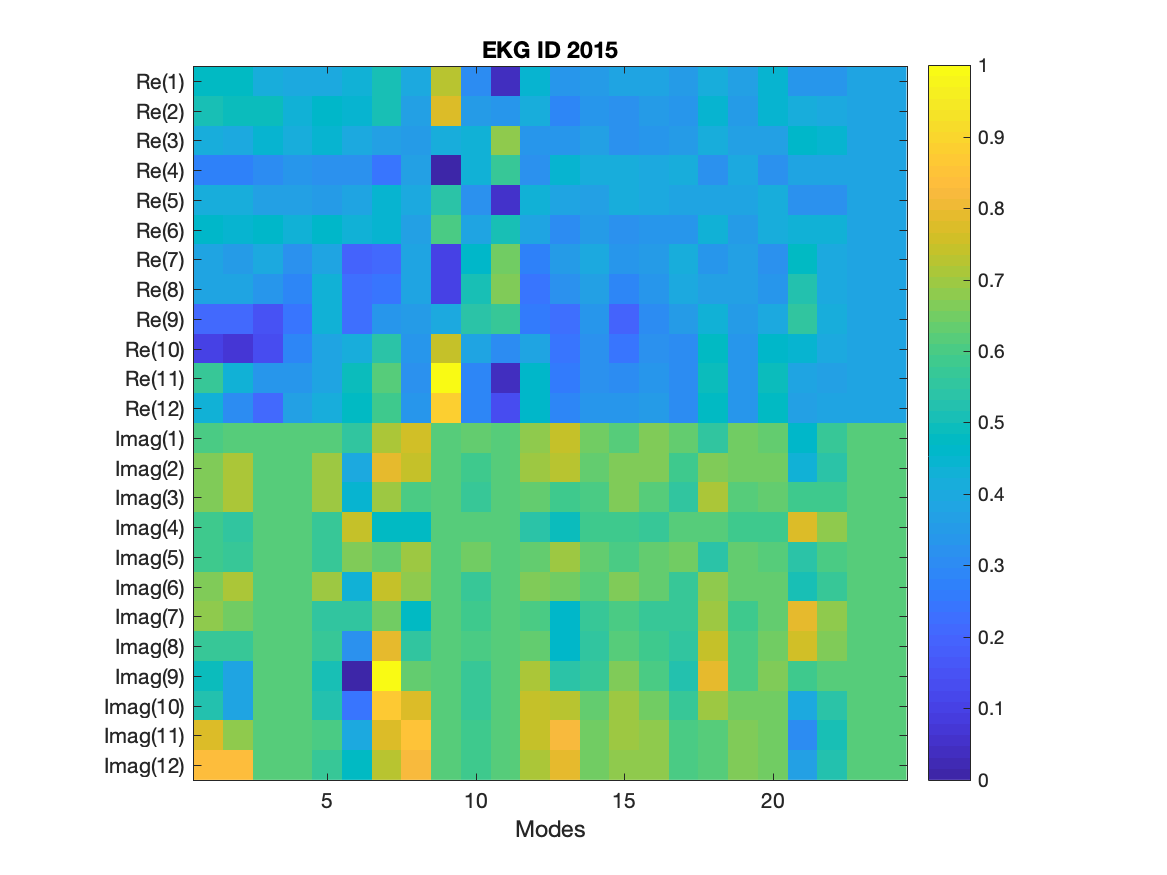 EKG ID 2015
Re(1)
Re(2)
Re(3)
Re(4)
Re(5)
Re(6)
Re(7)
Re(8)
Re(9)
Re(10)
Re(11)
Re(12)
Imag(1)
Imag(2)
Imag(3)
Imag(4)
Imag(5)
Imag(6)
Imag(7)
Imag(8)
Imag(9)
Imag(10)
Imag(11)
Imag(12)
5 10 15 20
Modes
1
0.9
0.8
0.7
0.6
0.5
0.4
0.3
0.2
0.1
0